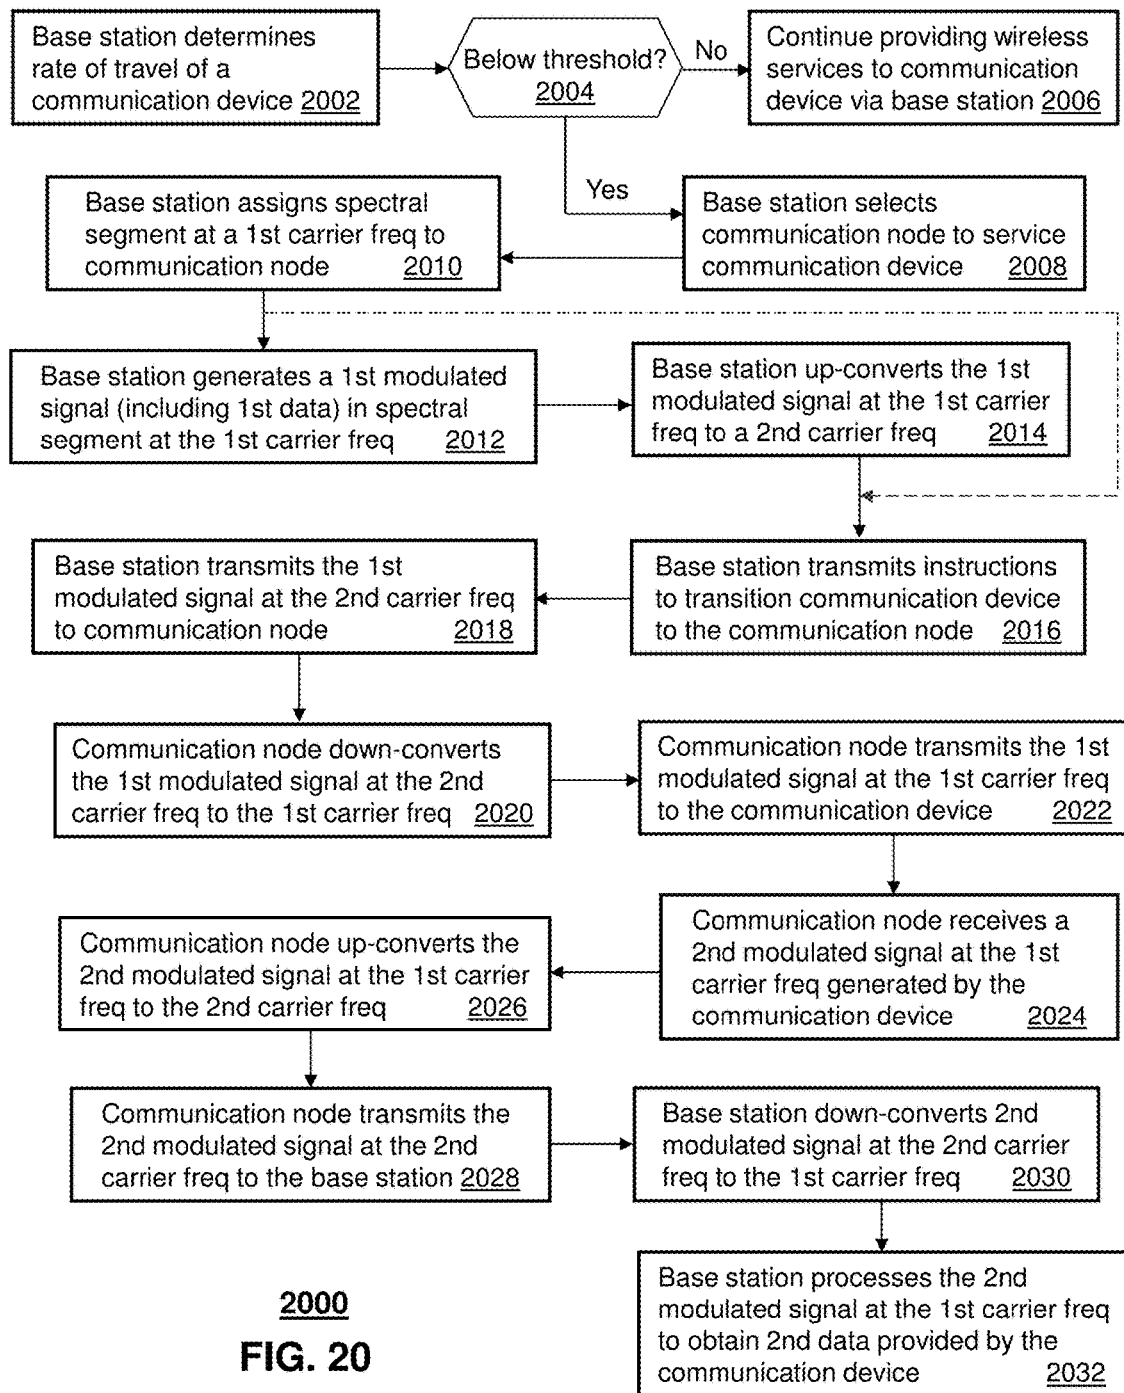 Base station determines
rate of travel of a
communication device 2002
Below threshold?
2004
No
Continue providing wireless
services to communication
device via base station 2006
Yes
Base station assigns spectral
segment at a 1st carrier freq to
communication node 2010
Base station selects
communication node to service
communication device 2008
Base station generates a 1st modulated
signal (including 1st data) in spectral
segment at the 1st carrier freq 2012
Base station up-converts the 1st
modulated signal at the 1st carrier
freq to a 2nd carrier freq 2014
Base station transmits the 1st
modulated signal at the 2nd carrier freq
to communication node 2018
Base station transmits instructions
to transition communication device
to the communication node 2016
Communication node down-converts
the 1st modulated signal at the 2nd
carrier freq to the 1st carrier freq 2020
Communication node transmits the 1st
modulated signal at the 1st carrier freq
to the communication device 2022
Communication node up-converts the
2nd modulated signal at the 1st carrier
freq to the 2nd carrier freq 2026
Communication node receives a
2nd modulated signal at the 1st
carrier freq generated by the
communication device 2024
Communication node transmits the
2nd modulated signal at the 2nd
carrier freq to the base station 2028
Base station down-converts 2nd
modulated signal at the 2nd carrier
freq to the 1st carrier freq 2030
Base station processes the 2nd
modulated signal at the 1st carrier freq
to obtain 2nd data provided by the
communication device 2032
2000
FIG. 20